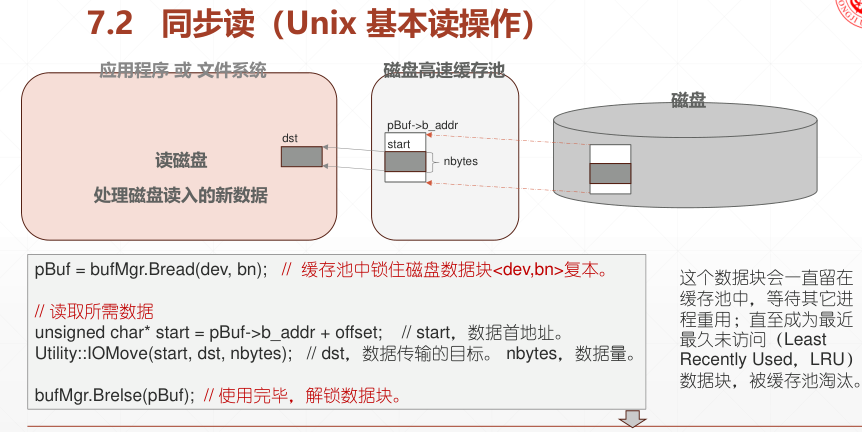 7.2 同步读（Unix 基本读操作）
应用程序 或 文件系统
磁盘高速缓存池
磁盘
dst
pBuf->b_addr
start
nbytes
读磁盘
处理磁盘读入的新数据
pBuf = bufMgr.Bread(dev, bn); // 缓存池中锁住磁盘数据块<dev,bn>复本。
// 读取所需数据
unsigned char* start = pBuf->b_addr + offset; // start，数据首地址。
Utility::IOMove(start, dst, nbytes); // dst，数据传输的目标。 nbytes，数据量。
bufMgr.Brelse(pBuf); // 使用完毕，解锁数据块。
这个数据块会一直留在
缓存池中，等待其它进
程重用；直至成为最近
最久未访问（Least
Recently Used，LRU）
数据块，被缓存池淘汰。